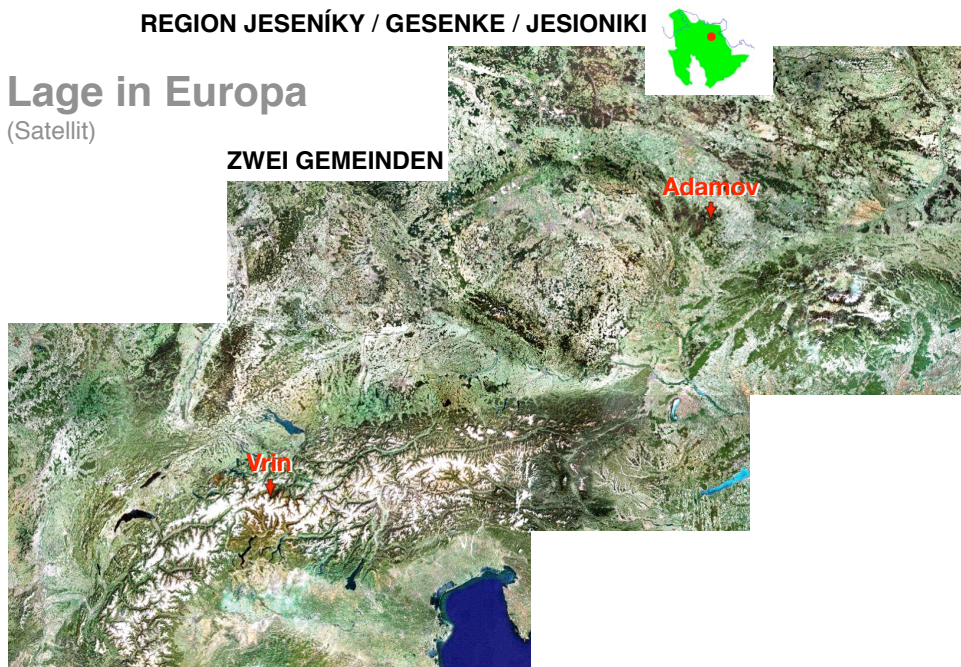 REGION JESENÍKY / GESENKE / JESIONIKI
Lage in Europa
(Satellit)
ZWEI GEMEINDEN
Adamov
Vrin